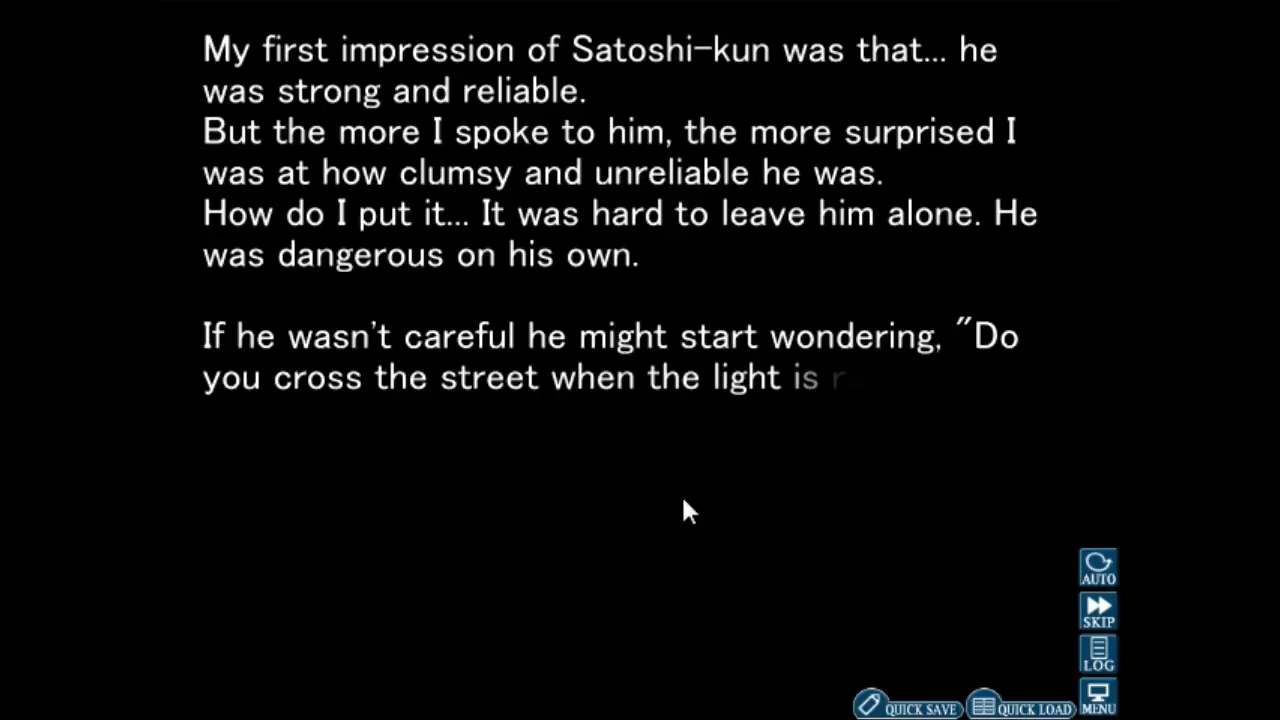 My first impression of Satoshi-kun was that... he
was strong and reliable.
But the more I spoke to him, the more surprised I
was at how clumsy and unreliable he was.
How do I put it... It was hard to leave him alone. He
was dangerous on his own.
If he wasn't careful he might start wondering, "Do
you cross the street when the light is
AUTO
SKIP
LOG
QUICK SAVE QUICK LOAD MENU